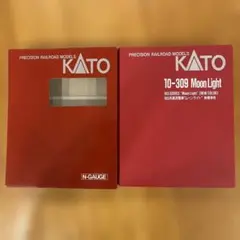 PRECISION RAILROAD MODELS
KATO
N-GAUGE
PRECISION RAILROAD MODELS
KATO
10-309 Moon Light